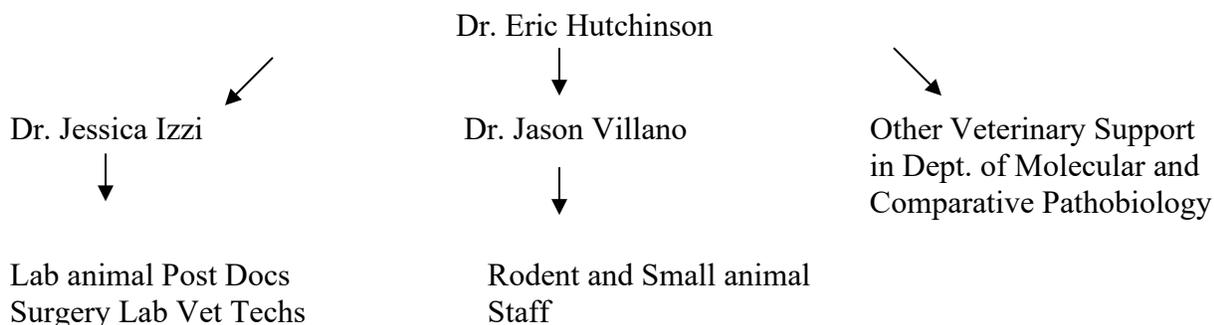 Dr. Eric Hutchinson
Dr. Jessica Izzi
Dr. Jason Villano
Other Veterinary Support
in Dept. of Molecular and
Comparative Pathobiology
Lab animal Post Docs
Surgery Lab Vet Techs
Rodent and Small animal
Staff